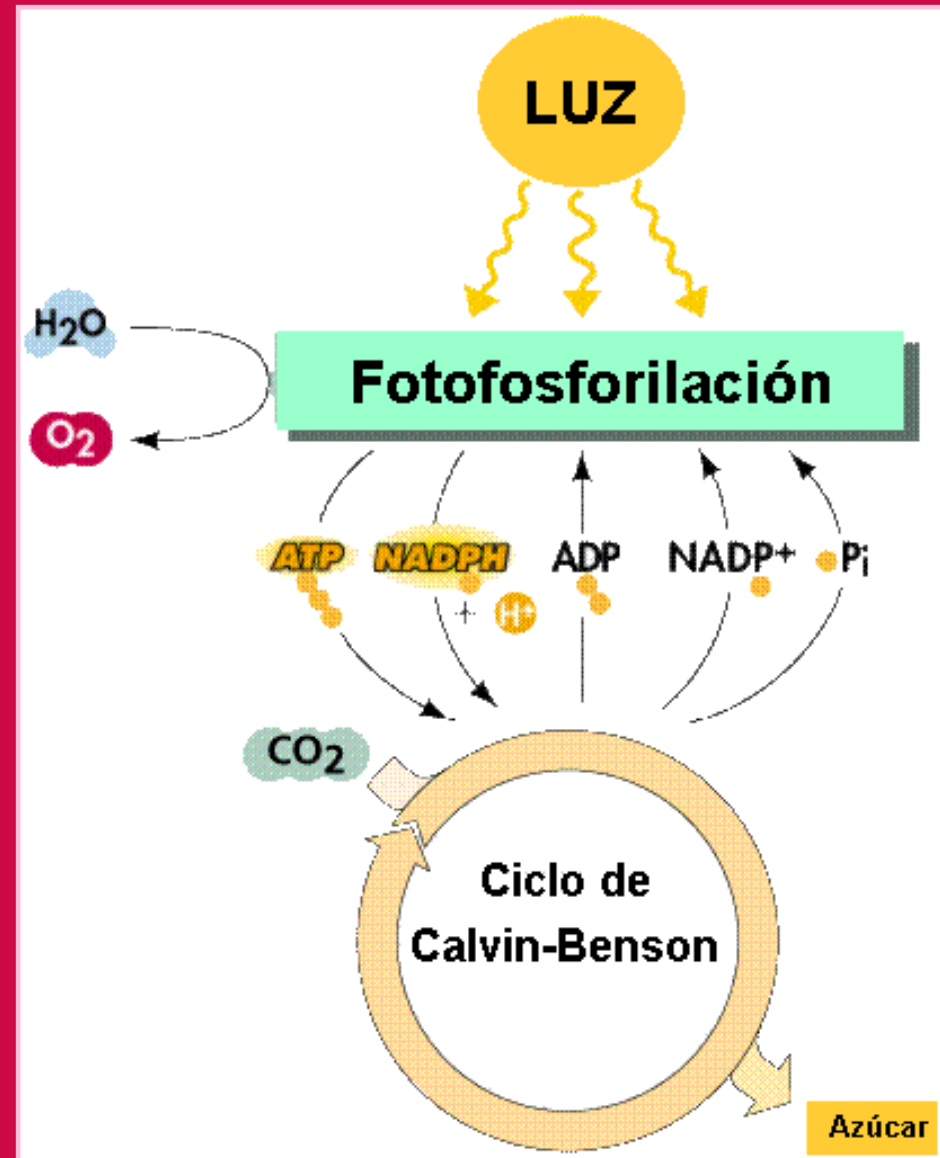 LUZ
H2O
Fotofosforilación
O2
ATP NADPH ADP NADP+ Pi
+ H+
CO2
Ciclo de
Calvin-Benson
Azúcar